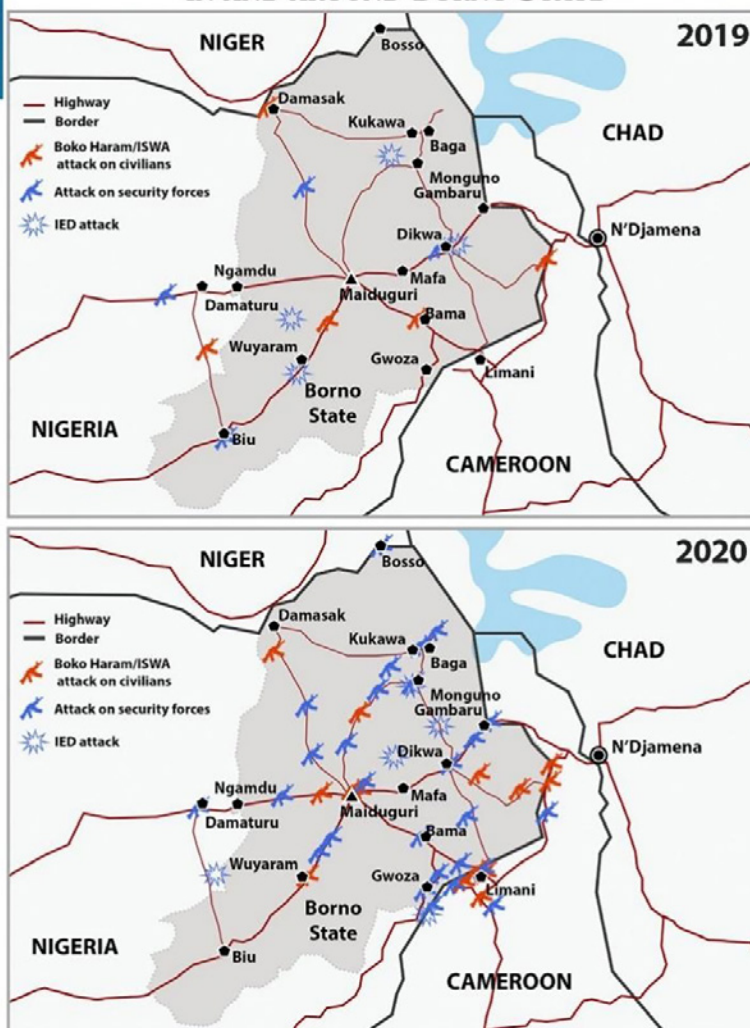 NIGER
2019
Bosso
Highway
Border
Boko Haram/ISWA
attack on civilians
Attack on security forces
IED attack
Damasak
Kukawa
Baga
CHAD
Monguno
Gambaru
N'Djamena
Dikwa
Ngamdu
Mafa
Damaturu
Maiduguri
Bama
Wuyaram
Gwoza
Limani
Borno
State
NIGERIA
Biu
CAMEROON
NIGER
2020
Bosso
Highway
Border
Boko Haram/ISWA
attack on civilians
Attack on security forces
IED attack
Damasak
Kukawa
Baga
CHAD
Monguno
Gambaru
N'Djamena
Dikwa
Ngamdu
Mafa
Damaturu
Maiduguri
Bama
Wuyaram
Gwoza
Limani
Borno
State
NIGERIA
Biu
CAMEROON